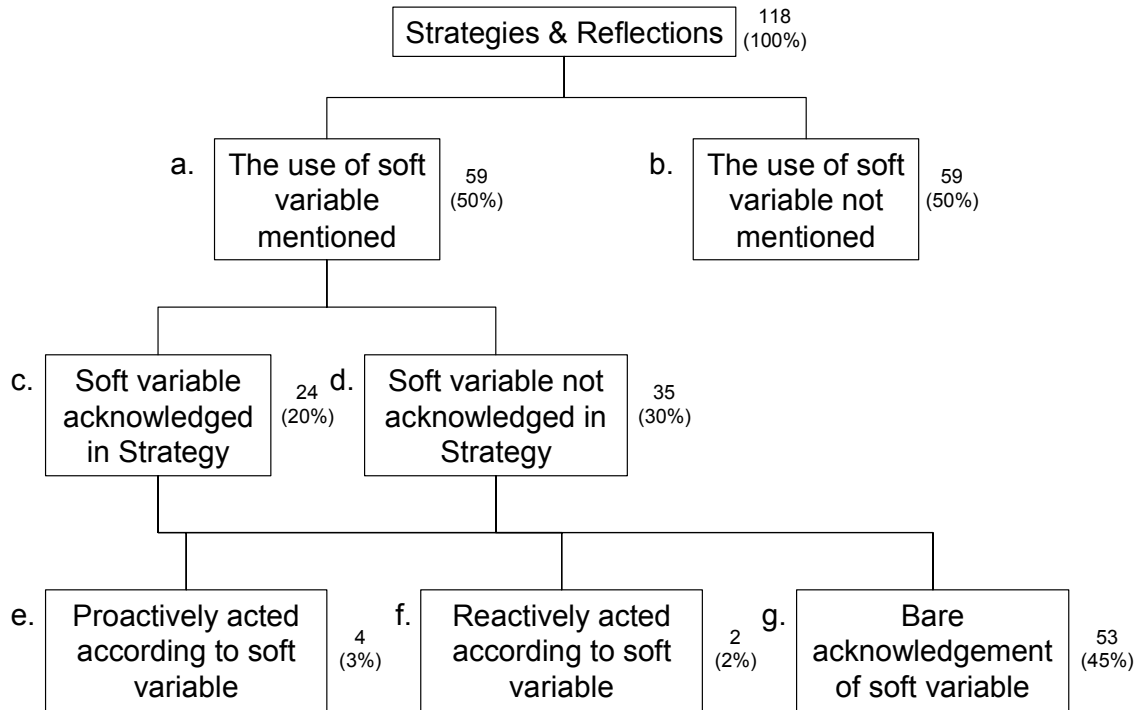 Strategies & Reflections
118
(100%)
a.
The use of soft
variable
mentioned
59
(50%)
b.
The use of soft
variable not
mentioned
59
(50%)
c.
Soft variable
acknowledged
in Strategy
24
(20%)
d.
Soft variable not
acknowledged in
Strategy
35
(30%)
e.
Proactively acted
according to soft
variable
4
(3%)
f.
Reactively acted
according to soft
variable
2
(2%)
g.
Bare
acknowledgement
of soft variable
53
(45%)